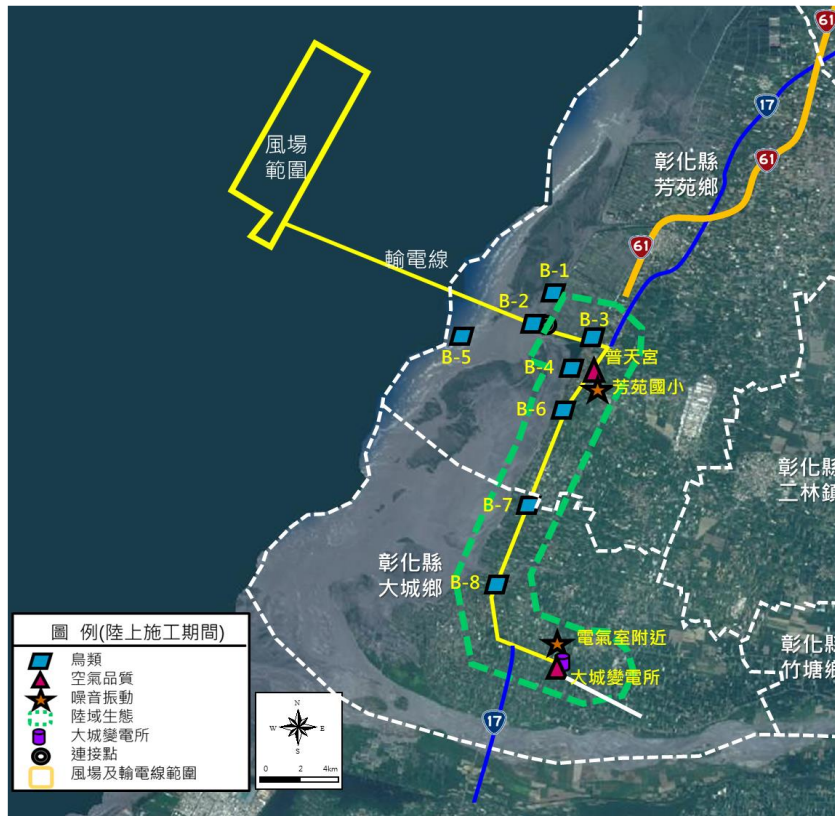 61
17
61
彰化縣
芳苑鄉
風場
範圍
61
輸電線
B-1
B-2
B-3
B-5
B-4
普天宮
芳苑國小
B-6
彰化縣
二林鎮
B-7
彰化縣
大城鄉
B-8
電氣室附近
大城變電所
彰化縣
竹塘鄉
17
圖 例(陸上施工期間)
鳥類
空氣品質
噪音振動
陸域生態
大城變電所
連接點
風場及輸電線範圍
N
W E
S
0 2 4km